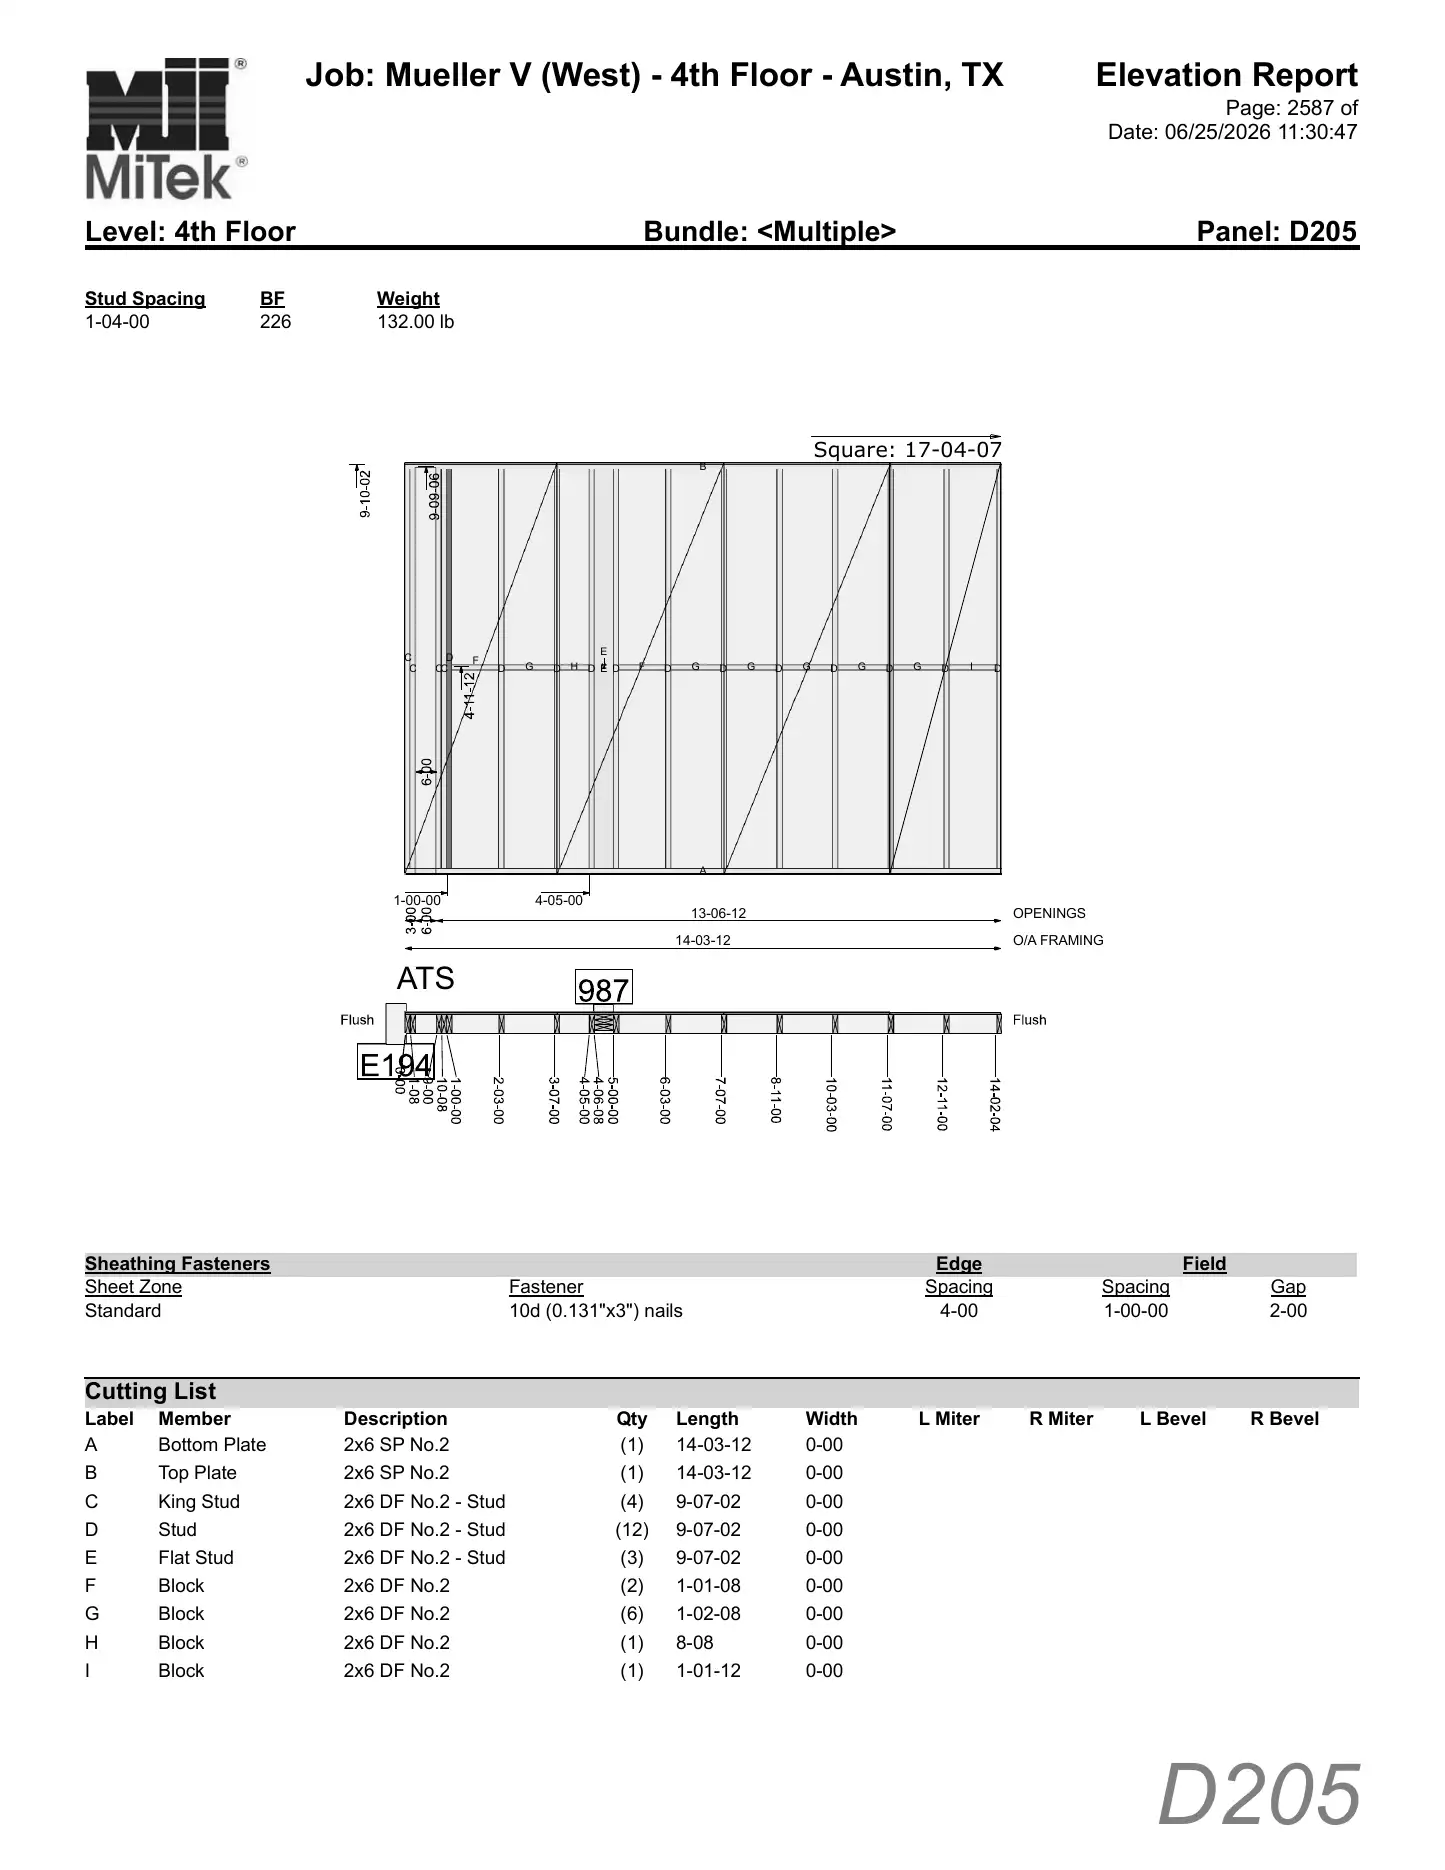 Job: Mueller V (West) - 4th Floor - Austin, TX
Elevation Report
Page: 2587 of
Date: 06/25/2026 11:30:47
MiTek®
Level: 4th Floor Bundle: <Multiple> Panel: D205
Stud Spacing BF Weight
1-04-00 226 132.00 lb
Square: 17-04-07
9-10-02
9-09-06
B
C C C C D F D G H D E E D F D G D G D G D G D G D I D
4-11-12
6-00
A
1-00-00 4-05-00
3-00 6-00 13-06-12 OPENINGS
14-03-12 O/A FRAMING
ATS
987
Flush Flush
E194
0-00 1-08 9-00 10-08 1-00-00 2-03-00 3-07-00 4-05-00 4-06-08 5-00-00 6-03-00 7-07-00 8-11-00 10-03-00 11-07-00 12-11-00 14-02-04
Sheathing Fasteners Edge Field
Sheet Zone Fastener Spacing Spacing Gap
Standard 10d (0.131"x3") nails 4-00 1-00-00 2-00
Cutting List
Label Member Description Qty Length Width L Miter R Miter L Bevel R Bevel
A Bottom Plate 2x6 SP No.2 (1) 14-03-12 0-00
B Top Plate 2x6 SP No.2 (1) 14-03-12 0-00
C King Stud 2x6 DF No.2 - Stud (4) 9-07-02 0-00
D Stud 2x6 DF No.2 - Stud (12) 9-07-02 0-00
E Flat Stud 2x6 DF No.2 - Stud (3) 9-07-02 0-00
F Block 2x6 DF No.2 (2) 1-01-08 0-00
G Block 2x6 DF No.2 (6) 1-02-08 0-00
H Block 2x6 DF No.2 (1) 8-08 0-00
I Block 2x6 DF No.2 (1) 1-01-12 0-00
D205